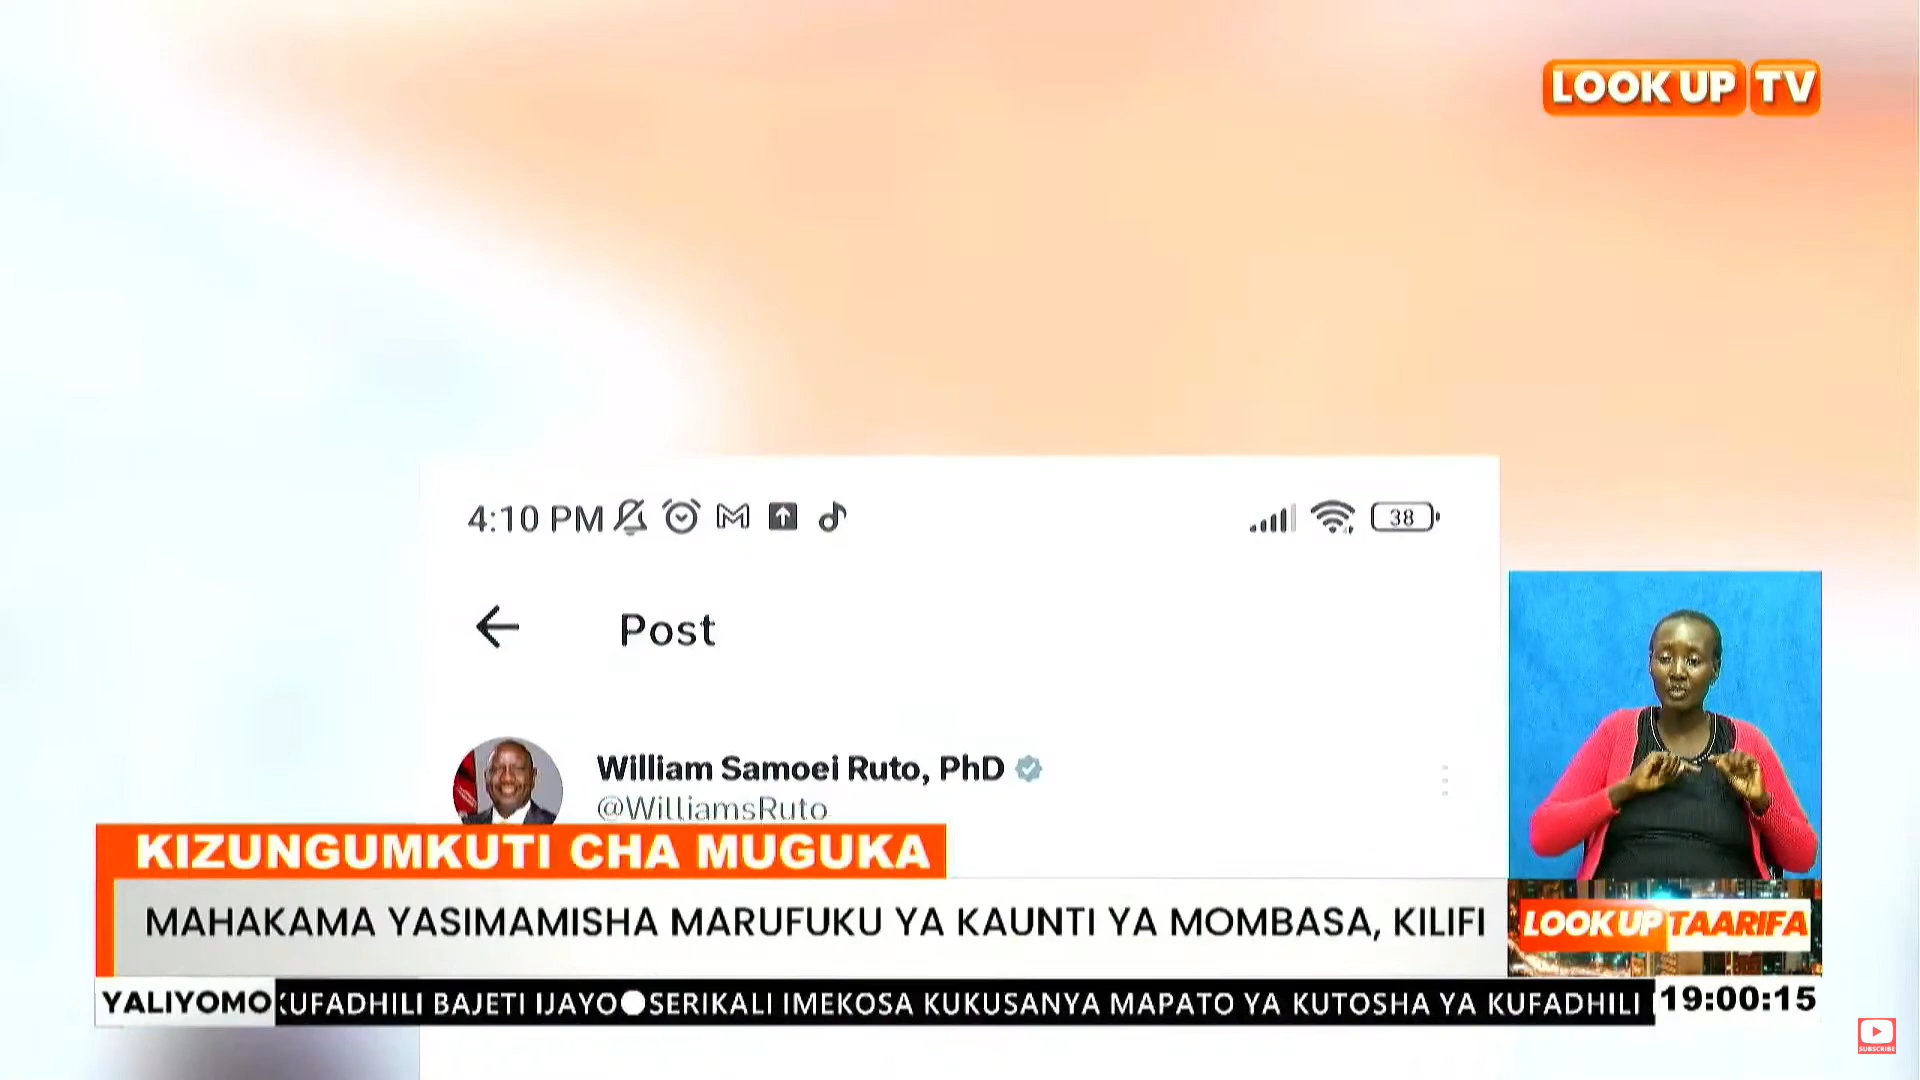 LOOK UP TV
4:10 PM
38
Post
William Samoei Ruto, PhD
@WilliamsRuto
KIZUNGUMKUTI CHA MUGUKA
MAHAKAMA YASIMAMISHA MARUFUKU YA KAUNTI YA MOMBASA, KILIFI
LOOK UP TAARIFA
YALIYOMO KUFADHILI BAJETI IJAYO SERIKALI IMEKOSA KUKUSANYA MAPATO YA KUTOSHA YA KUFADHILI 19:00:15
SUBSCRIBE